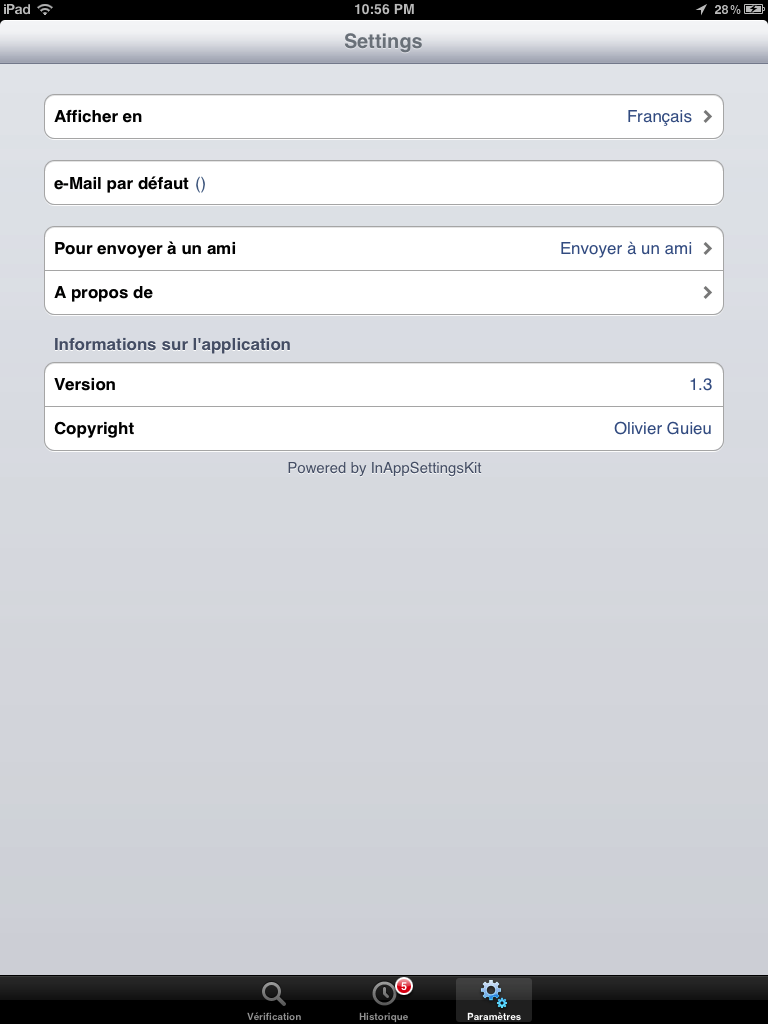 iPad 10:56 PM 28%
Settings
Afficher en Français
e-Mail par défaut ()
Pour envoyer à un ami Envoyer à un ami
A propos de
Informations sur l'application
Version 1.3
Copyright Olivier Guieu
Powered by InAppSettingsKit
5
Vérification Historique Paramètres